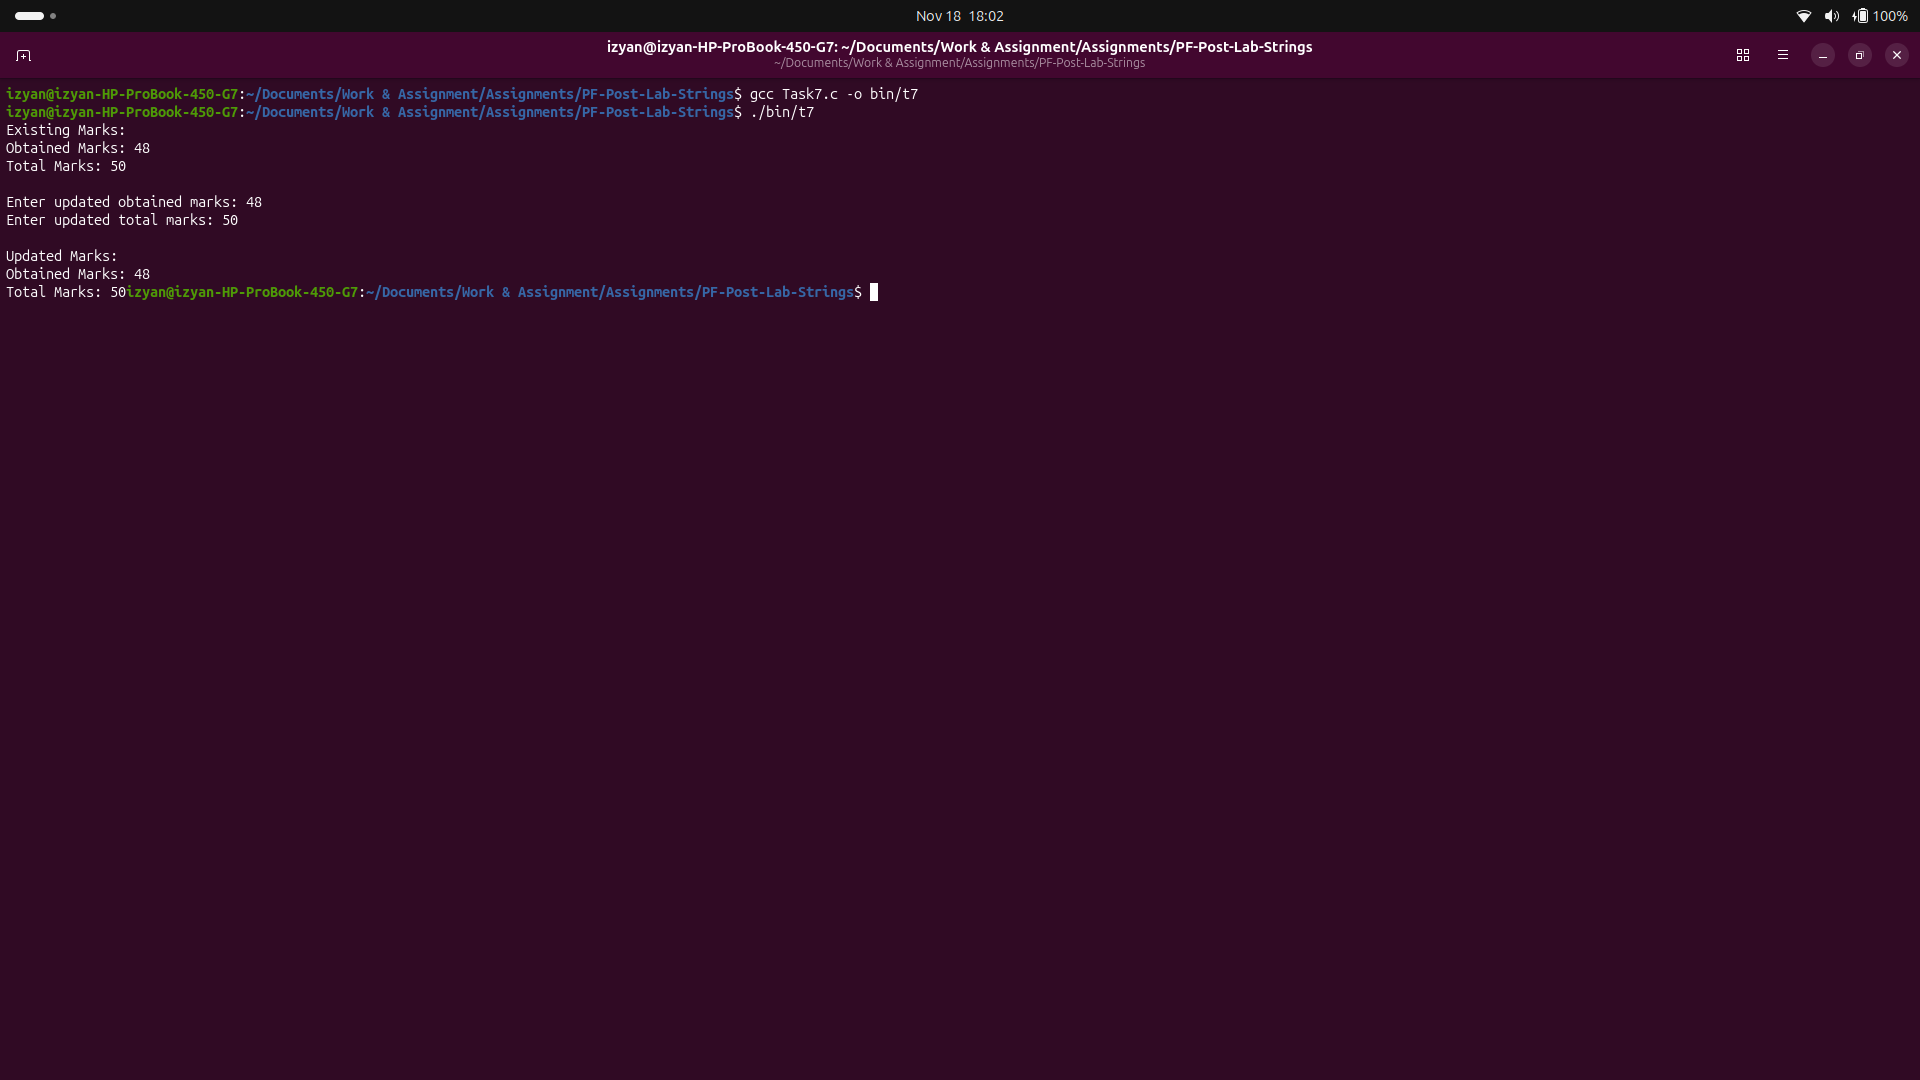 Nov 18 18:02
100%
izyan@izyan-HP-ProBook-450-G7: ~/Documents/Work & Assignment/Assignments/PF-Post-Lab-Strings
~/Documents/Work & Assignment/Assignments/PF-Post-Lab-Strings
izyan@izyan-HP-ProBook-450-G7:~/Documents/Work & Assignment/Assignments/PF-Post-Lab-Strings$ gcc Task7.c -o bin/t7
izyan@izyan-HP-ProBook-450-G7:~/Documents/Work & Assignment/Assignments/PF-Post-Lab-Strings$ ./bin/t7
Existing Marks:
Obtained Marks: 48
Total Marks: 50
Enter updated obtained marks: 48
Enter updated total marks: 50
Updated Marks:
Obtained Marks: 48
Total Marks: 50izyan@izyan-HP-ProBook-450-G7:~/Documents/Work & Assignment/Assignments/PF-Post-Lab-Strings$